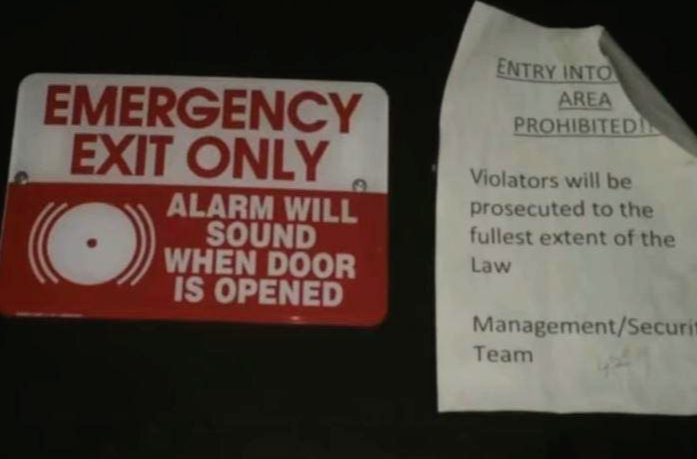 EMERGENCY
EXIT ONLY
ALARM WILL
SOUND
WHEN DOOR
IS OPENED
ENTRY INTO
AREA
PROHIBITED!!
Violators will be
prosecuted to the
fullest extent of the
Law
Management/Securit
Team